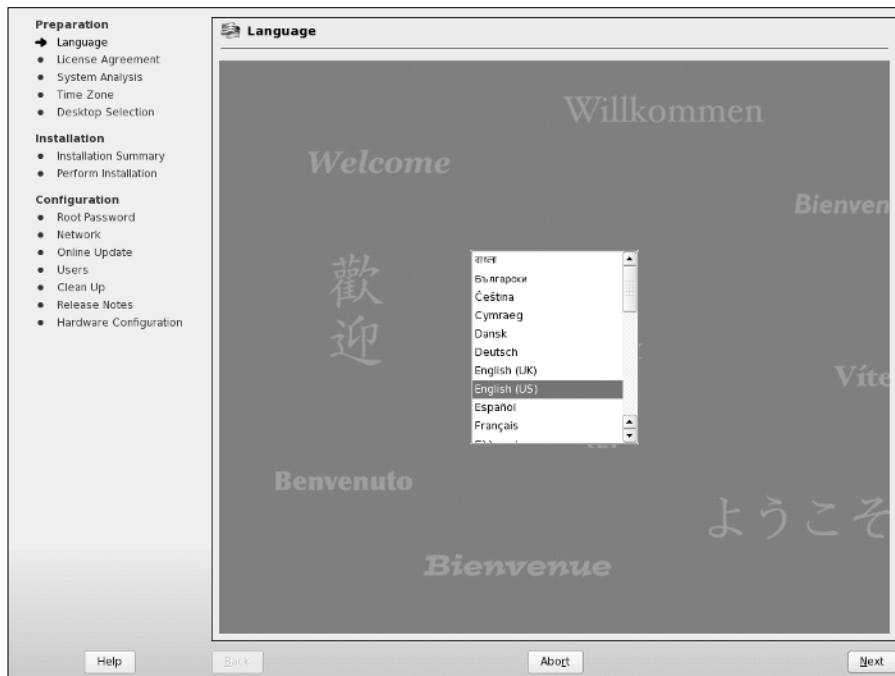 Preparation
Language
License Agreement
System Analysis
Time Zone
Desktop Selection
Installation
Installation Summary
Perform Installation
Configuration
Root Password
Network
Online Update
Users
Clean Up
Release Notes
Hardware Configuration
Language
Willkommen
Welcome
Bienven
歡
迎
বাংলা
Български
Čeština
Cymraeg
Dansk
Deutsch
English (UK)
English (US)
Español
Français
Víte
Benvenuto
ようこそ
Bienvenue
Help
Back
Abort
Next